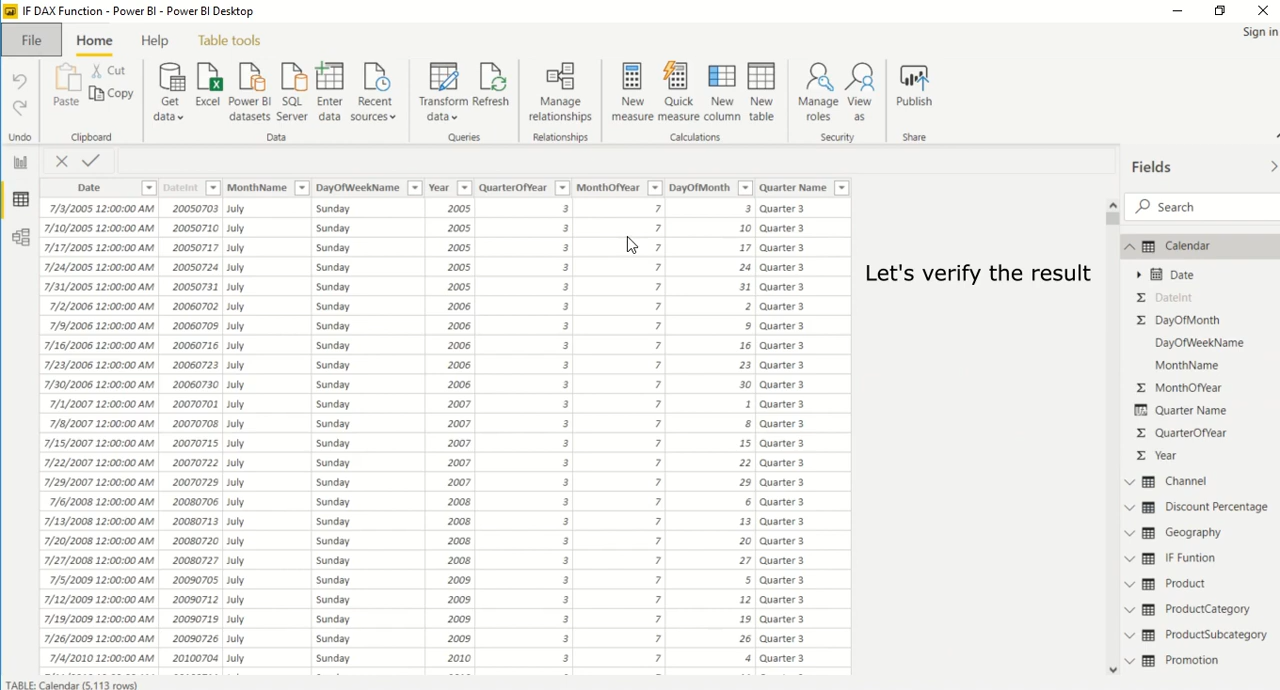 IF DAX Function - Power BI - Power BI Desktop
Sign in
File Home Help Table tools
Paste Cut Copy
Get data Excel Power BI datasets SQL Server Enter data Recent sources
Transform data Refresh
Manage relationships
New measure Quick measure New column New table
Manage roles View as
Publish
Undo Clipboard Data Queries Relationships Calculations Security Share
Date DateInt MonthName DayOfWeekName Year QuarterOfYear MonthOfYear DayOfMonth Quarter Name
7/3/2005 12:00:00 AM 20050703 July Sunday 2005 3 7 3 Quarter 3
7/10/2005 12:00:00 AM 20050710 July Sunday 2005 3 7 10 Quarter 3
7/17/2005 12:00:00 AM 20050717 July Sunday 2005 3 7 17 Quarter 3
7/24/2005 12:00:00 AM 20050724 July Sunday 2005 3 7 24 Quarter 3
7/31/2005 12:00:00 AM 20050731 July Sunday 2005 3 7 31 Quarter 3
7/2/2006 12:00:00 AM 20060702 July Sunday 2006 3 7 2 Quarter 3
7/9/2006 12:00:00 AM 20060709 July Sunday 2006 3 7 9 Quarter 3
7/16/2006 12:00:00 AM 20060716 July Sunday 2006 3 7 16 Quarter 3
7/23/2006 12:00:00 AM 20060723 July Sunday 2006 3 7 23 Quarter 3
7/30/2006 12:00:00 AM 20060730 July Sunday 2006 3 7 30 Quarter 3
7/1/2007 12:00:00 AM 20070701 July Sunday 2007 3 7 1 Quarter 3
7/8/2007 12:00:00 AM 20070708 July Sunday 2007 3 7 8 Quarter 3
7/15/2007 12:00:00 AM 20070715 July Sunday 2007 3 7 15 Quarter 3
7/22/2007 12:00:00 AM 20070722 July Sunday 2007 3 7 22 Quarter 3
7/29/2007 12:00:00 AM 20070729 July Sunday 2007 3 7 29 Quarter 3
7/6/2008 12:00:00 AM 20080706 July Sunday 2008 3 7 6 Quarter 3
7/13/2008 12:00:00 AM 20080713 July Sunday 2008 3 7 13 Quarter 3
7/20/2008 12:00:00 AM 20080720 July Sunday 2008 3 7 20 Quarter 3
7/27/2008 12:00:00 AM 20080727 July Sunday 2008 3 7 27 Quarter 3
7/5/2009 12:00:00 AM 20090705 July Sunday 2009 3 7 5 Quarter 3
7/12/2009 12:00:00 AM 20090712 July Sunday 2009 3 7 12 Quarter 3
7/19/2009 12:00:00 AM 20090719 July Sunday 2009 3 7 19 Quarter 3
7/26/2009 12:00:00 AM 20090726 July Sunday 2009 3 7 26 Quarter 3
7/4/2010 12:00:00 AM 20100704 July Sunday 2010 3 7 4 Quarter 3
TABLE: Calendar (5,113 rows)
Let's verify the result
Fields
Search
Calendar
Date
DateInt
DayOfMonth
DayOfWeekName
MonthName
MonthOfYear
Quarter Name
QuarterOfYear
Year
Channel
Discount Percentage
Geography
IF Funtion
Product
ProductCategory
ProductSubcategory
Promotion